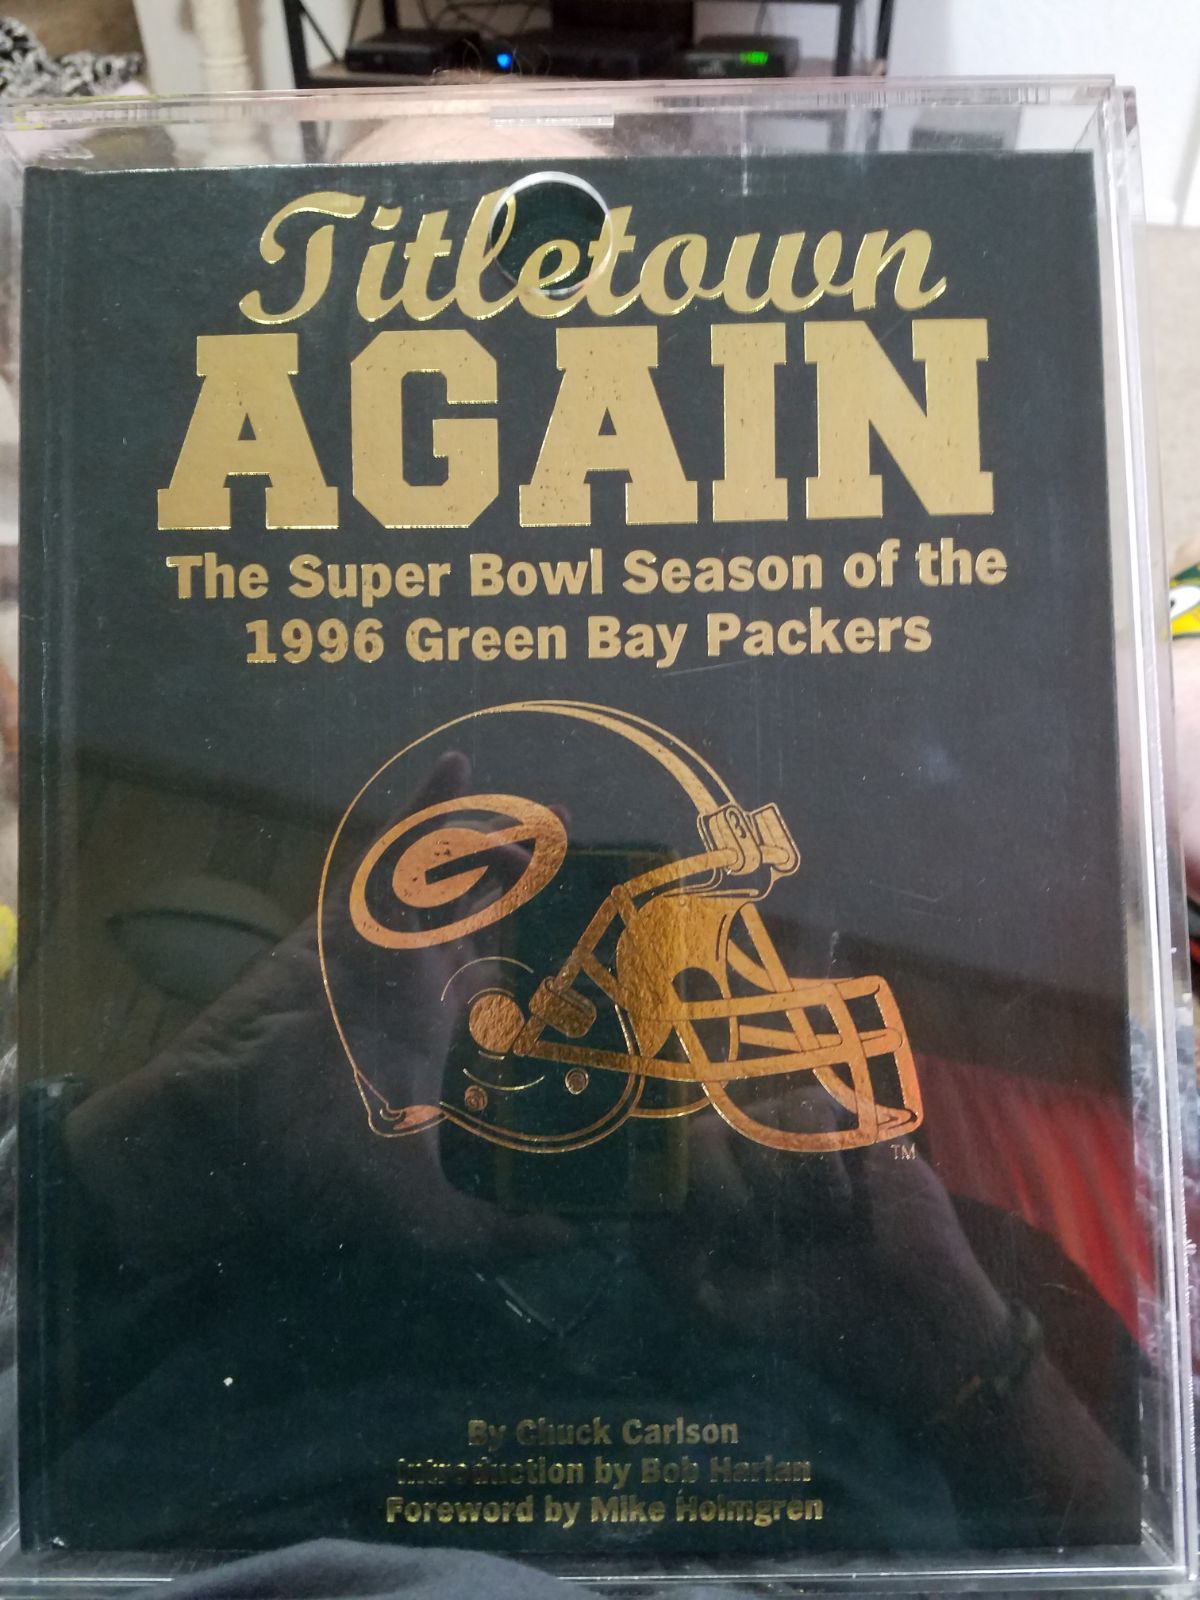 Titletown
AGAIN
The Super Bowl Season of the
1996 Green Bay Packers
G
TM
By Chuck Carlson
Introduction by Bob Harlan
Foreword by Mike Holmgren